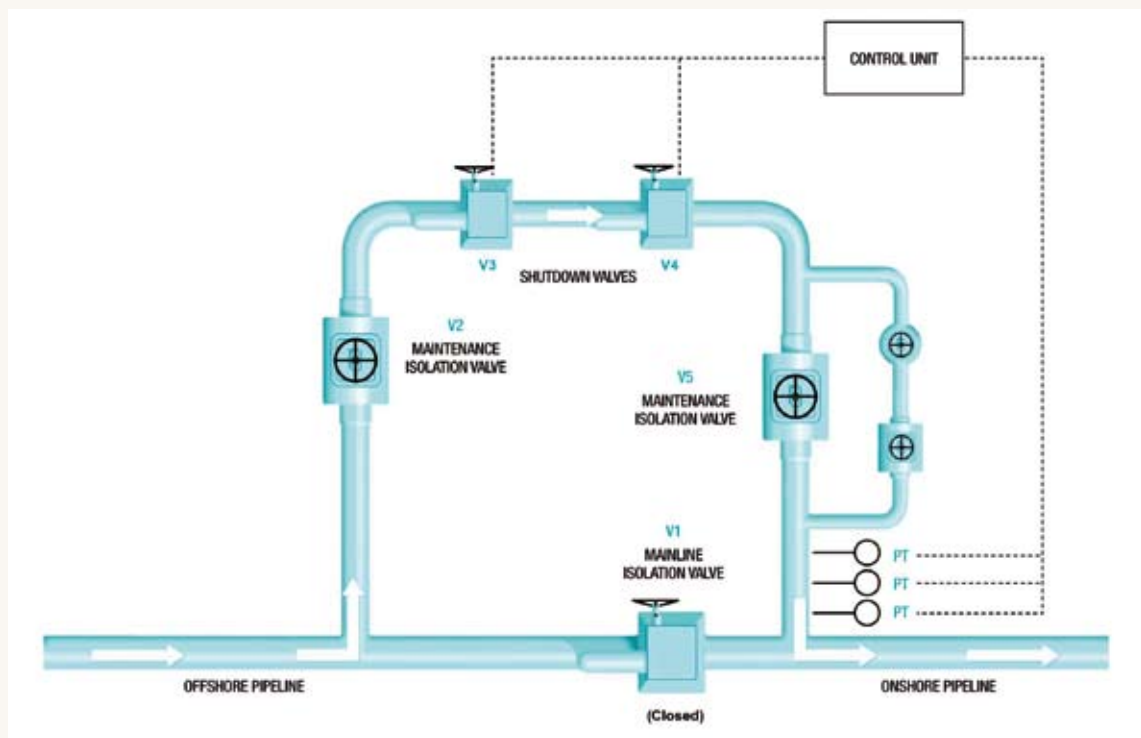 CONTROL UNIT
V3
SHUTDOWN VALVES
V4
V2
MAINTENANCE
ISOLATION VALVE
V5
MAINTENANCE
ISOLATION VALVE
V1
MAINLINE
ISOLATION VALVE
PT
PT
PT
OFFSHORE PIPELINE
ONSHORE PIPELINE
(Closed)